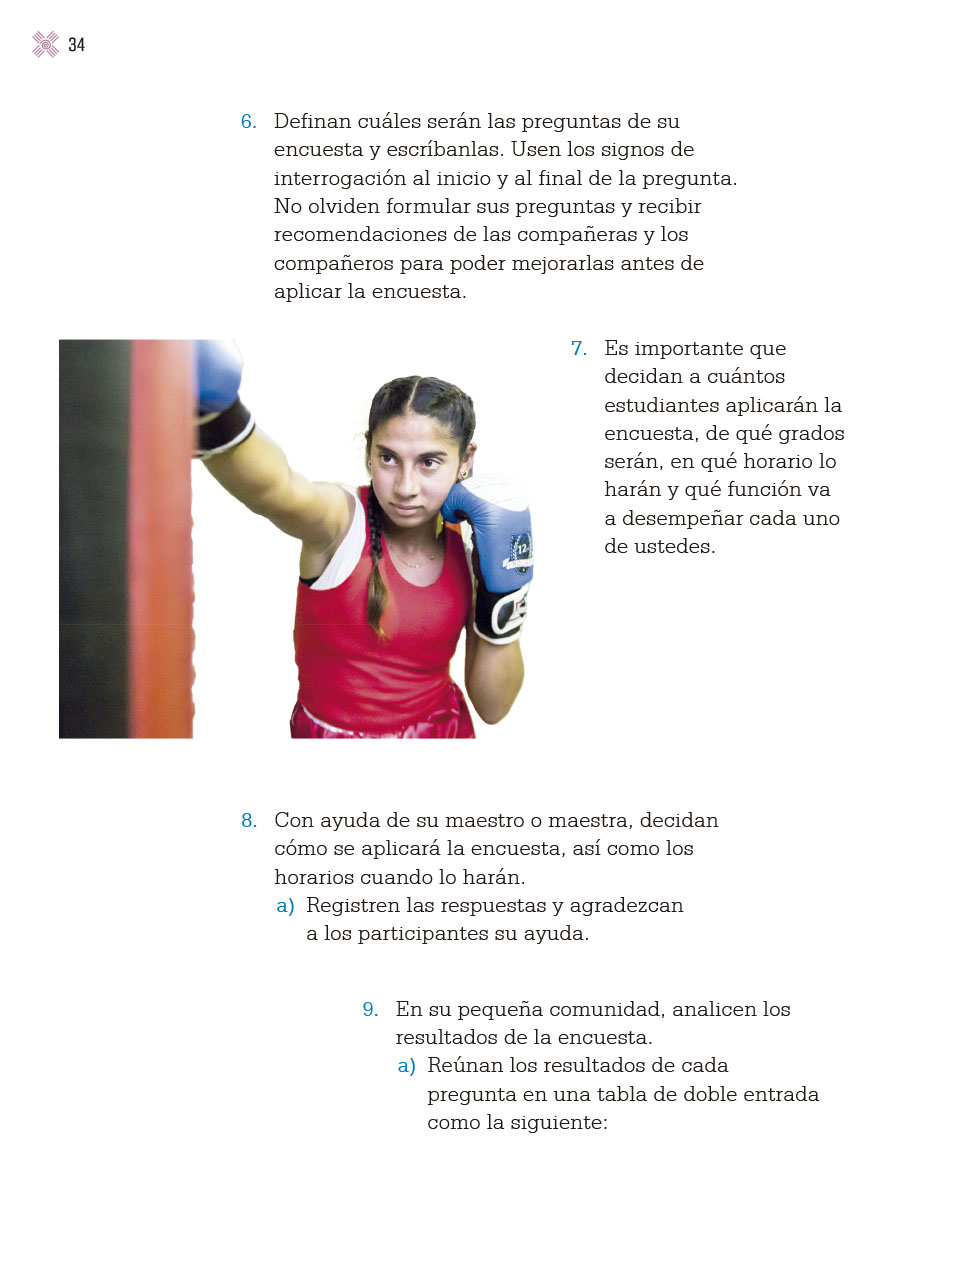 34
6. Definan cuáles serán las preguntas de su
encuesta y escríbanlas. Usen los signos de
interrogación al inicio y al final de la pregunta.
No olviden formular sus preguntas y recibir
recomendaciones de las compañeras y los
compañeros para poder mejorarlas antes de
aplicar la encuesta.
7. Es importante que
decidan a cuántos
estudiantes aplicarán la
encuesta, de qué grados
serán, en qué horario lo
harán y qué función va
a desempeñar cada uno
de ustedes.
12
8. Con ayuda de su maestro o maestra, decidan
cómo se aplicará la encuesta, así como los
horarios cuando lo harán.
a) Registren las respuestas y agradezcan
a los participantes su ayuda.
9. En su pequeña comunidad, analicen los
resultados de la encuesta.
a) Reúnan los resultados de cada
pregunta en una tabla de doble entrada
como la siguiente: